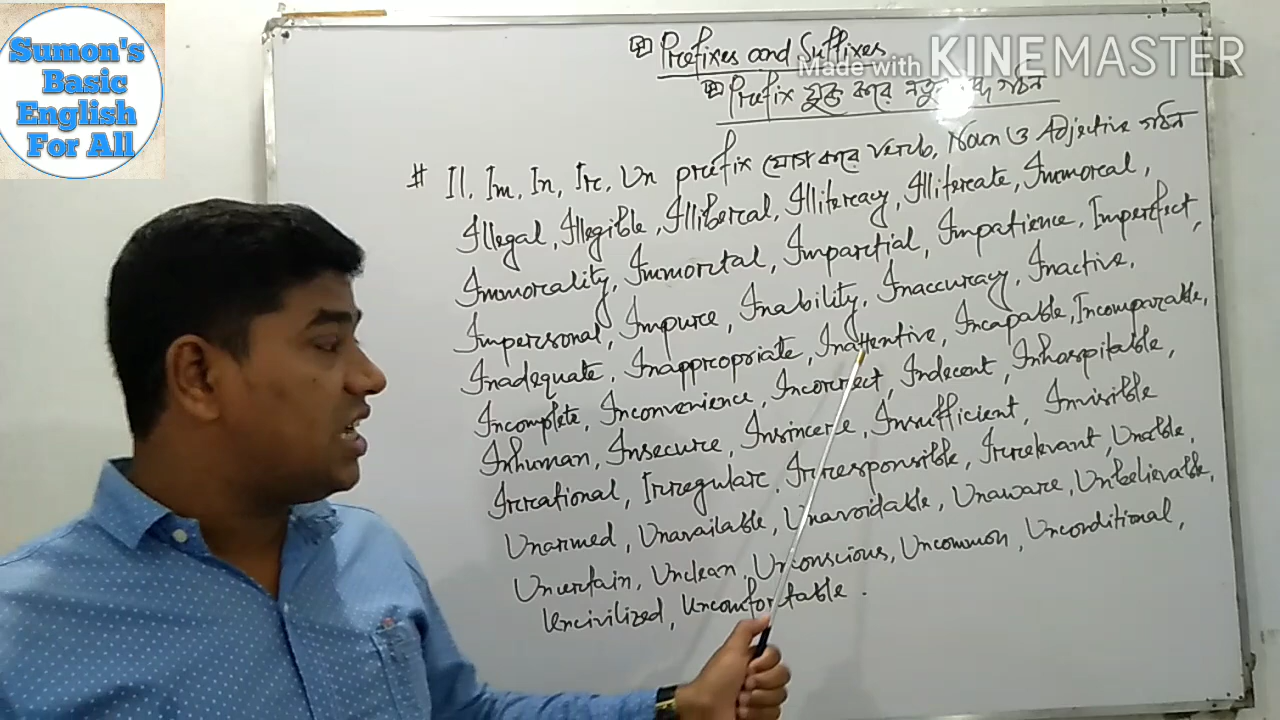 Sumon's
Basic
English
For All
Prefixes and Suffixes
Made with KINEMASTER
Prefix যুক্ত করে নতুন শব্দ গঠন
# Il, Im, In, Ir, Un prefix যোগ করে verb, Noun ও Adjective গঠন
Illegal, Illegible, Illiberal, Illiteracy, Illiterate, Immoral,
Immorality, Immortal, Impartial, Impatience, Imperfect,
Impersonal, Impure, Inability, Inaccuracy, Inactive,
Inadequate, Inappropriate, Inattentive, Incapable, Incomparable,
Incomplete, Inconvenience, Incorrect, Indecent, Inhospitable,
Inhuman, Insecure, Insincere, Insufficient, Invisible
Irrational, Irregular, Irresponsible, Irrelevant, Unable,
Unarmed, Unavailable, Unavoidable, Unaware, Unbelievable,
Uncertain, Unclean, Unconscious, Uncommon, Unconditional,
Uncivilized, Uncomfortable.